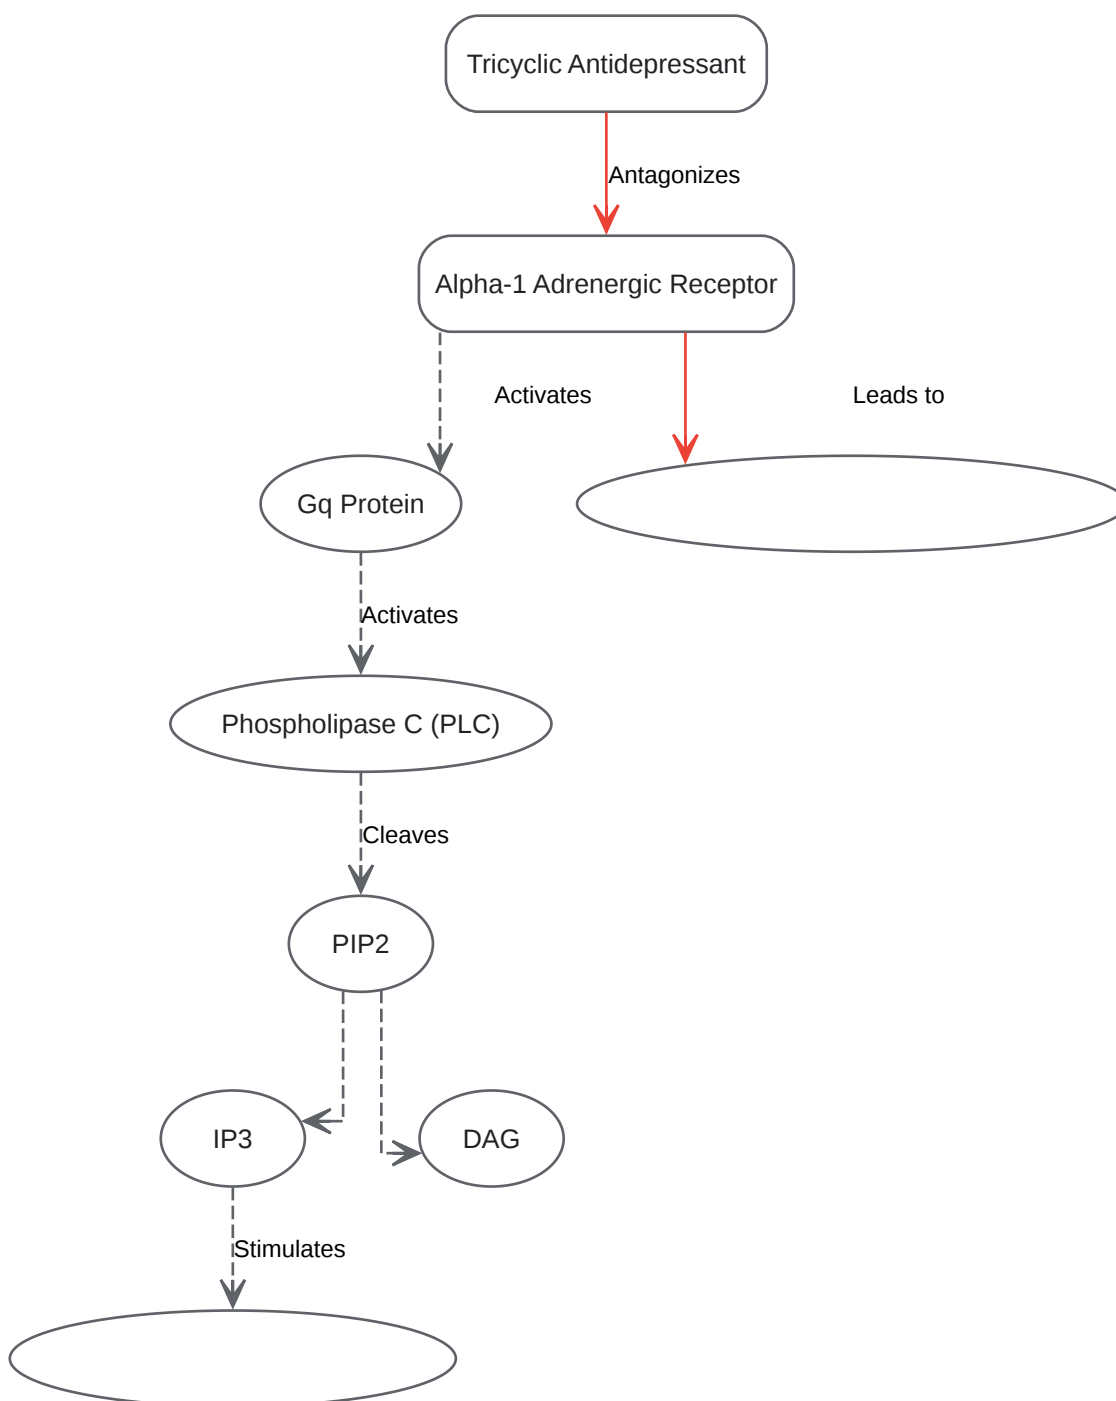 Tricyclic Antidepressant
Antagonizes
Alpha-1 Adrenergic Receptor
Activates
Leads to
Gq Protein
Activates
Phospholipase C (PLC)
Cleaves
PIP2
IP3
DAG
Stimulates